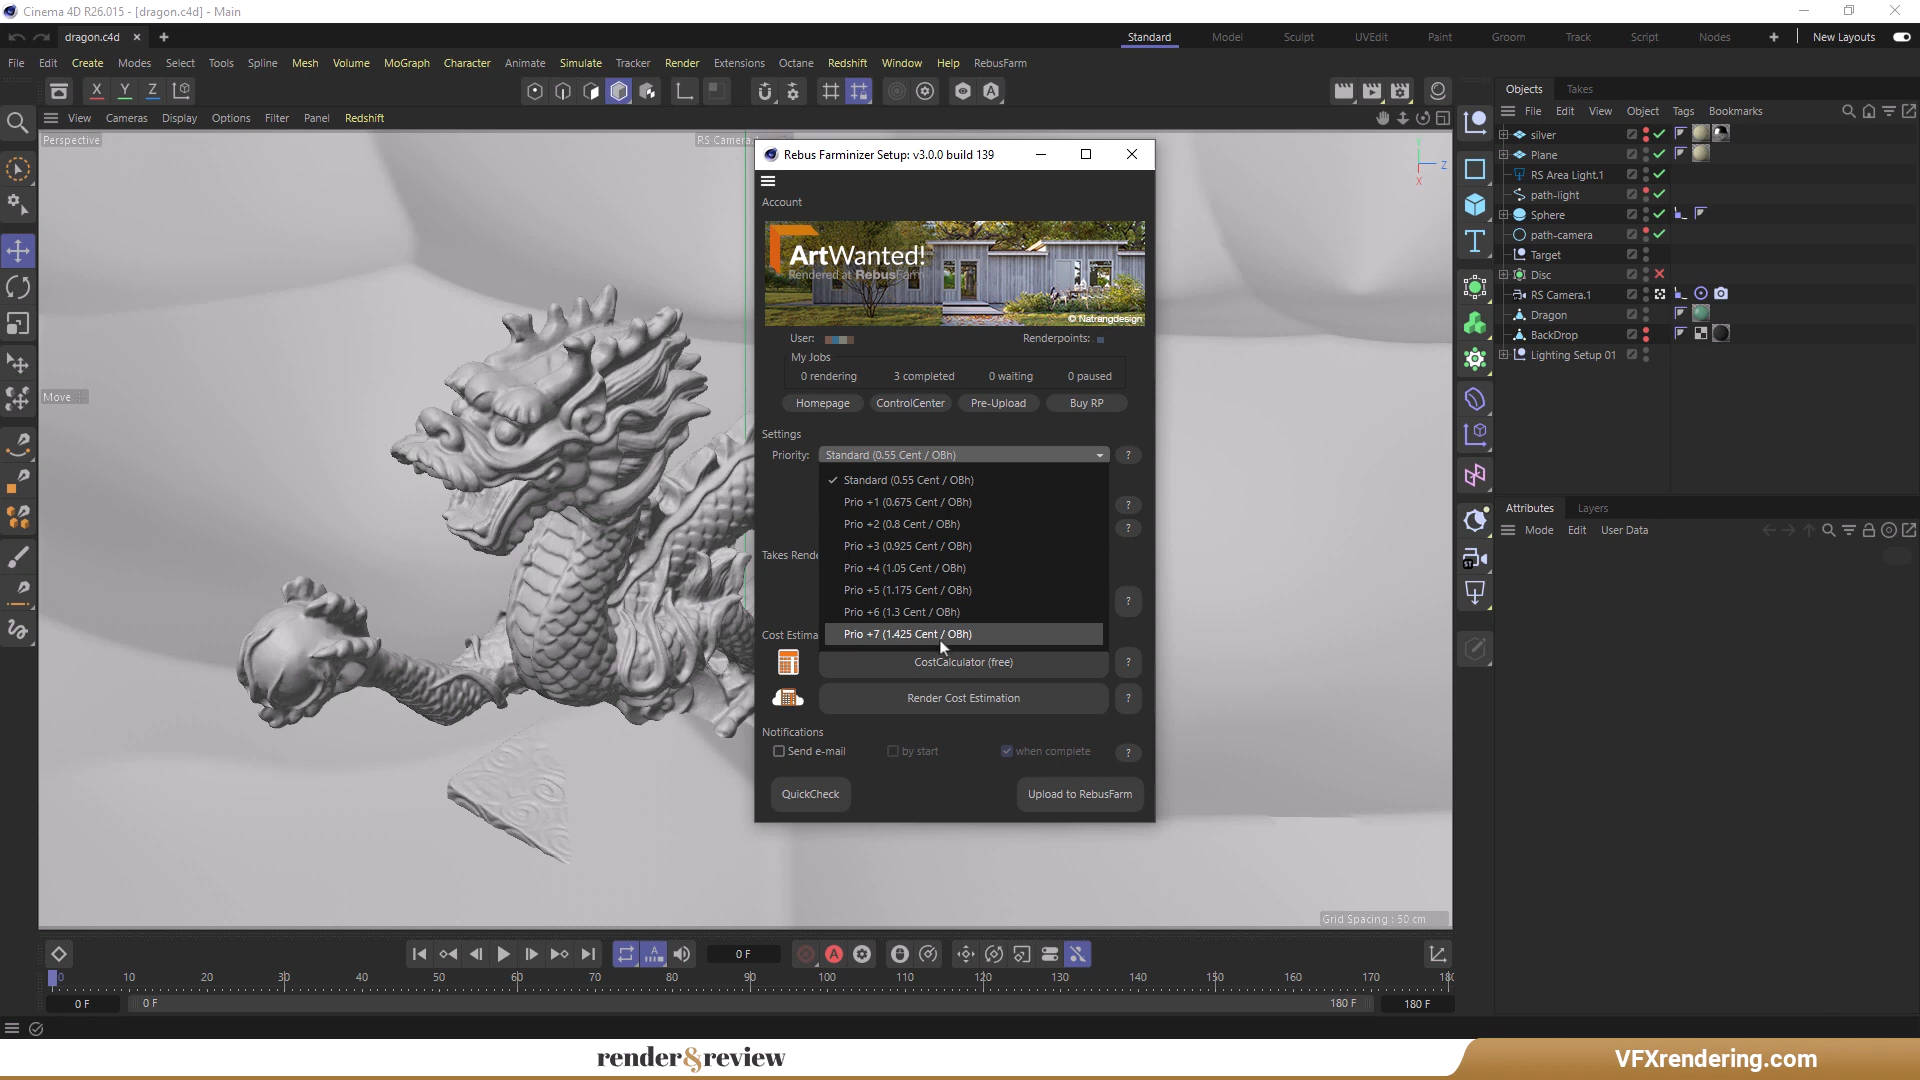 Cinema 4D R26.015 - [dragon.c4d] - Main
dragon.c4d
Standard Model Sculpt UVEdit Paint Groom Track Script Nodes New Layouts
File Edit Create Modes Select Tools Spline Mesh Volume MoGraph Character Animate Simulate Tracker Render Extensions Octane Redshift Window Help RebusFarm
X Y Z
View Cameras Display Options Filter Panel Redshift
Perspective
RS Camera.
Move
Z
X
Rebus Farminizer Setup: v3.0.0 build 139
Account
ArtWanted!
Rendered at RebusFarm
© Natrangdesign
User:
Renderpoints:
My Jobs
0 rendering 3 completed 0 waiting 0 paused
Homepage ControlCenter Pre-Upload Buy RP
Settings
Priority: Standard (0.55 Cent / OBh) ?
Standard (0.55 Cent / OBh)
Prio +1 (0.675 Cent / OBh) ?
Prio +2 (0.8 Cent / OBh) ?
Prio +3 (0.925 Cent / OBh)
Takes Rende
Prio +4 (1.05 Cent / OBh)
Prio +5 (1.175 Cent / OBh)
?
Prio +6 (1.3 Cent / OBh)
Cost Estima
Prio +7 (1.425 Cent / OBh)
CostCalculator (free) ?
Render Cost Estimation ?
Notifications
Send e-mail by start when complete ?
QuickCheck Upload to RebusFarm
Grid Spacing : 50 cm
Objects Takes
File Edit View Object Tags Bookmarks
silver
Plane
RS Area Light.1
path-light
Sphere
path-camera
Target
Disc
RS Camera.1
Dragon
BackDrop
Lighting Setup 01
Attributes Layers
Mode Edit User Data
0 F
0 10 20 30 40 50 60 70 80 90 100 110 120 130 140 150 160 170 180
0 F 0 F 180 F 180 F
render&review
VFXrendering.com